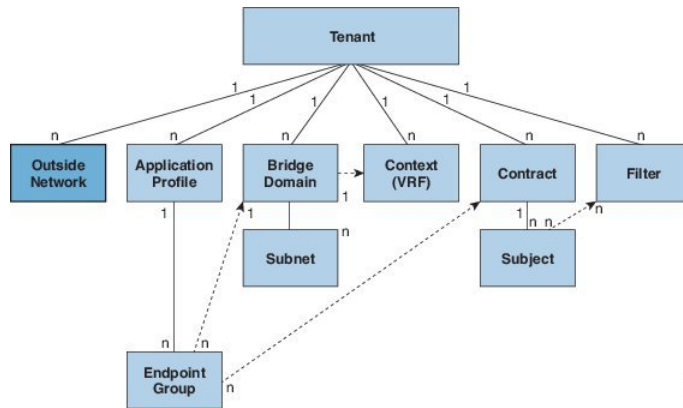 Tenant
1 1 1 1 1 1
n n n n n n
Outside
Network
Application
Profile
Bridge
Domain
Context
(VRF)
Contract
Filter
1 1 1 1 n n n
n
Subnet
Subject
n n
Endpoint
Group
n